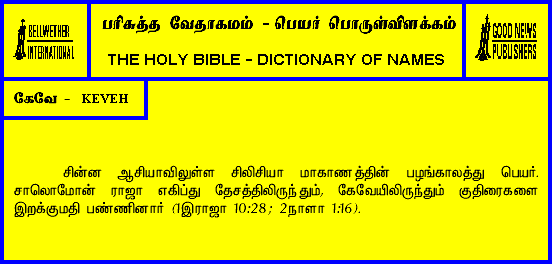 BELLWETHER
INTERNATIONAL
பரிசுத்த வேதாகமம் - பெயர் பொருள்விளக்கம்
THE HOLY BIBLE - DICTIONARY OF NAMES
GOOD NEWS
PUBLISHERS
கேவே - KEVEH
சின்ன ஆசியாவிலுள்ள சிலிசியா மாகாணத்தின் பழங்காலத்து பெயர்.
சாலொமோன் ராஜா எகிப்து தேசத்திலிருந்தும், கேவேயிலிருந்தும் குதிரைகளை
இறக்குமதி பண்ணினார் (1இராஜா 10:28; 2நாளா 1:16).